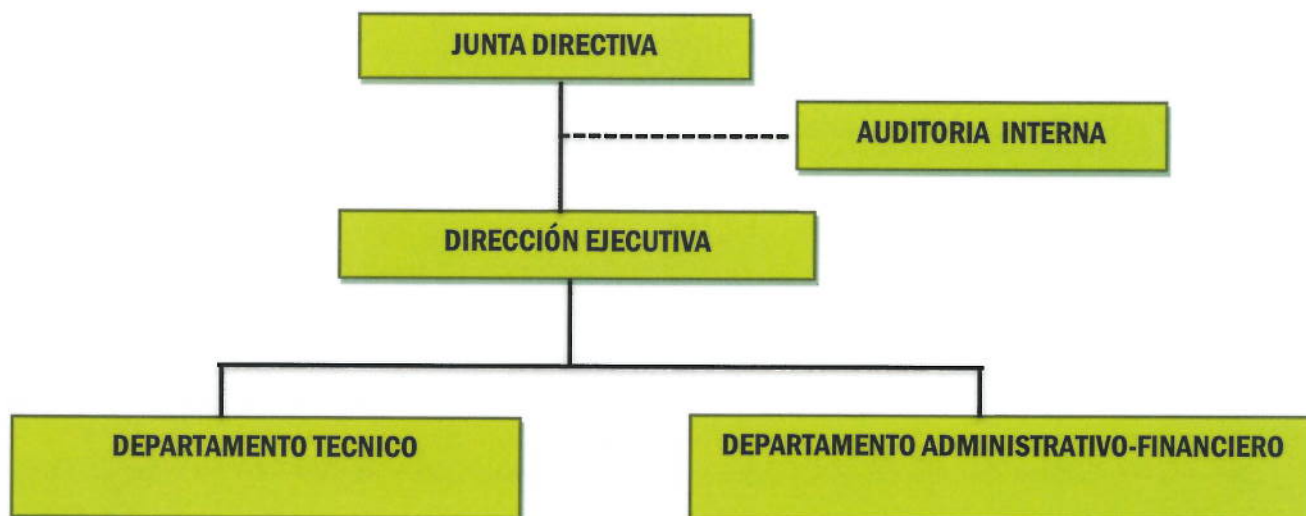 JUNTA DIRECTIVA
AUDITORIA INTERNA
DIRECCIÓN EJECUTIVA
DEPARTAMENTO TECNICO
DEPARTAMENTO ADMINISTRATIVO-FINANCIERO